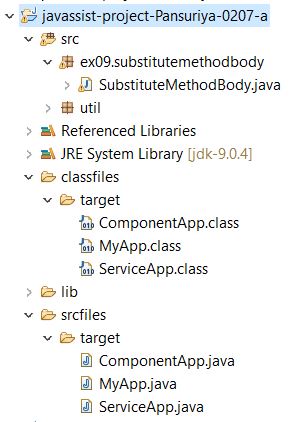 javassist-project-Pansuriya-0207-a
src
ex09.substitutemethodbody
SubstituteMethodBody.java
util
Referenced Libraries
JRE System Library [jdk-9.0.4]
classfiles
target
ComponentApp.class
MyApp.class
ServiceApp.class
lib
srcfiles
target
ComponentApp.java
MyApp.java
ServiceApp.java